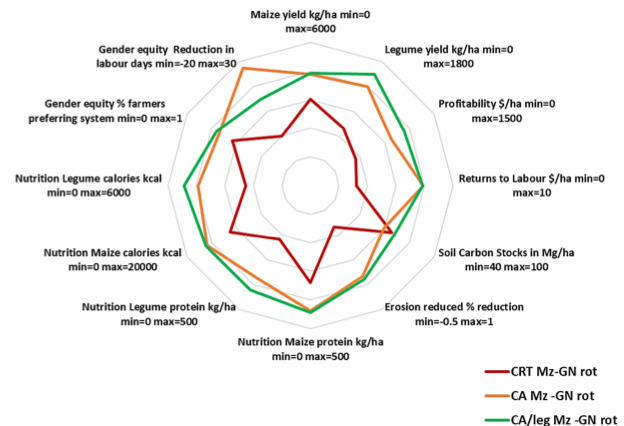 Maize yield kg/ha min=0
max=6000
Legume yield kg/ha min=0
max=1800
Profitability $/ha min=0
max=1500
Returns to Labour $/ha min=0
max=10
Soil Carbon Stocks in Mg/ha
min=40 max=100
Erosion reduced % reduction
min=-0.5 max=1
Nutrition Maize protein kg/ha
min=0 max=500
Nutrition Legume protein kg/ha
min=0 max=500
Nutrition Maize calories kcal
min=0 max=20000
Nutrition Legume calories kcal
min=0 max=6000
Gender equity % farmers
preferring system min=0 max=1
Gender equity  Reduction in
labour days min=-20 max=30
CRT Mz-GN rot
CA Mz -GN rot
CA/leg Mz -GN rot